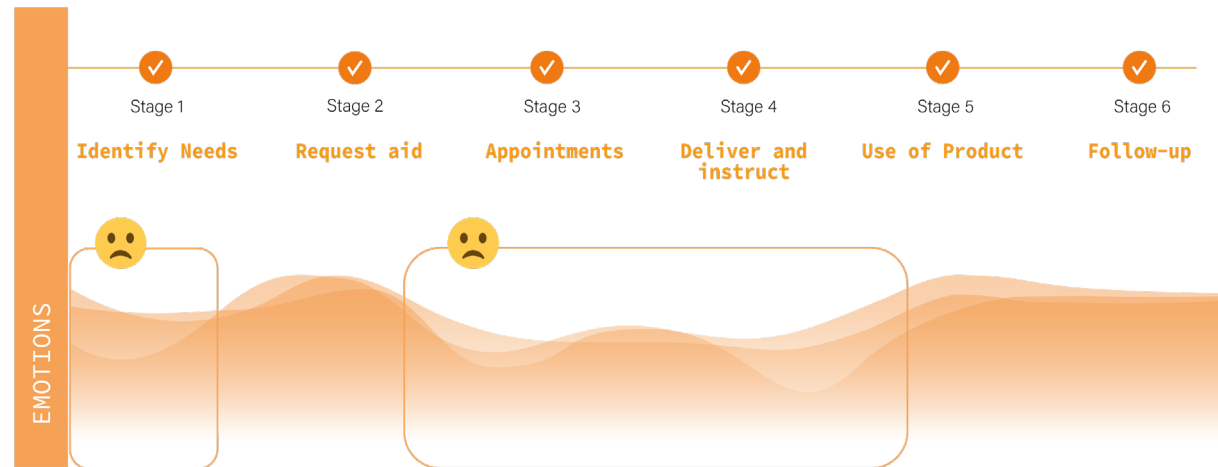 Stage 1
Stage 2
Stage 3
Stage 4
Stage 5
Stage 6
Identify Needs
Request aid
Appointments
Deliver and
instruct
Use of Product
Follow-up
EMOTIONS